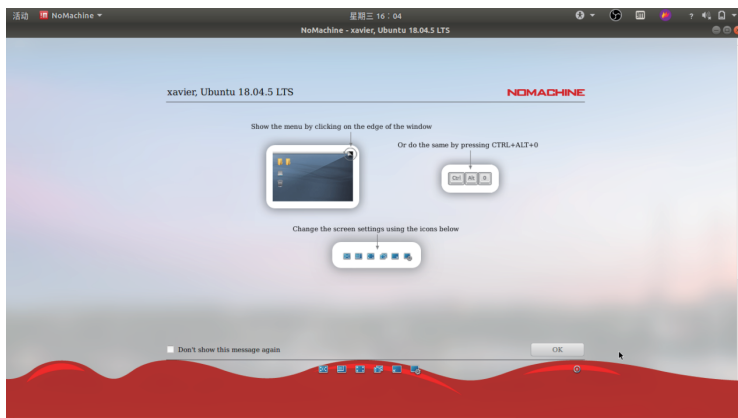 活动 NoMachine
星期三 16：04
NoMachine - xavier, Ubuntu 18.04.5 LTS
xavier, Ubuntu 18.04.5 LTS
NOMACHINE
Show the menu by clicking on the edge of the window
Or do the same by pressing CTRL+ALT+0
Ctrl Alt 0
Change the screen settings using the icons below
Don't show this message again
OK